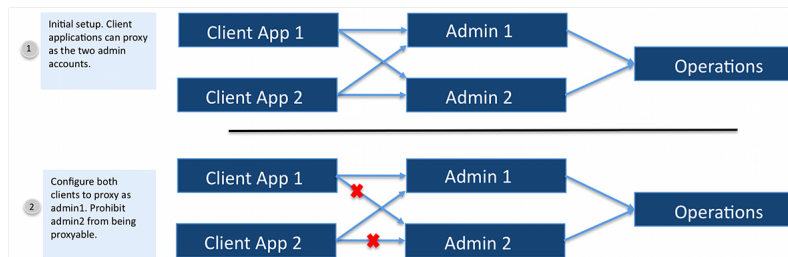 1
Initial setup. Client
applications can proxy
as the two admin
accounts.
Client App 1
Admin 1
Client App 2
Admin 2
Operations
2
Configure both
clients to proxy as
admin1. Prohibit
admin2 from being
proxyable.
Client App 1
Admin 1
Client App 2
Admin 2
Operations